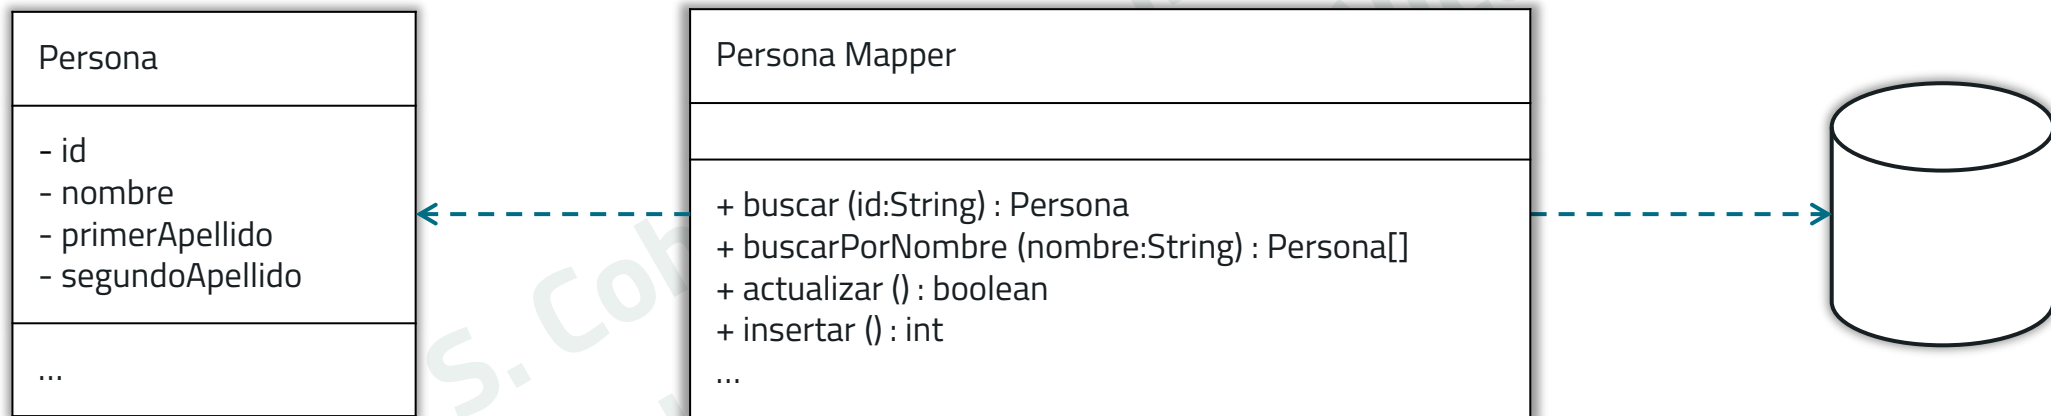 Persona
- id
- nombre
- primerApellido
- segundoApellido
...
Persona Mapper
+ buscar (id:String) : Persona
+ buscarPorNombre (nombre:String) : Persona[]
+ actualizar () : boolean
+ insertar () : int
...
S.